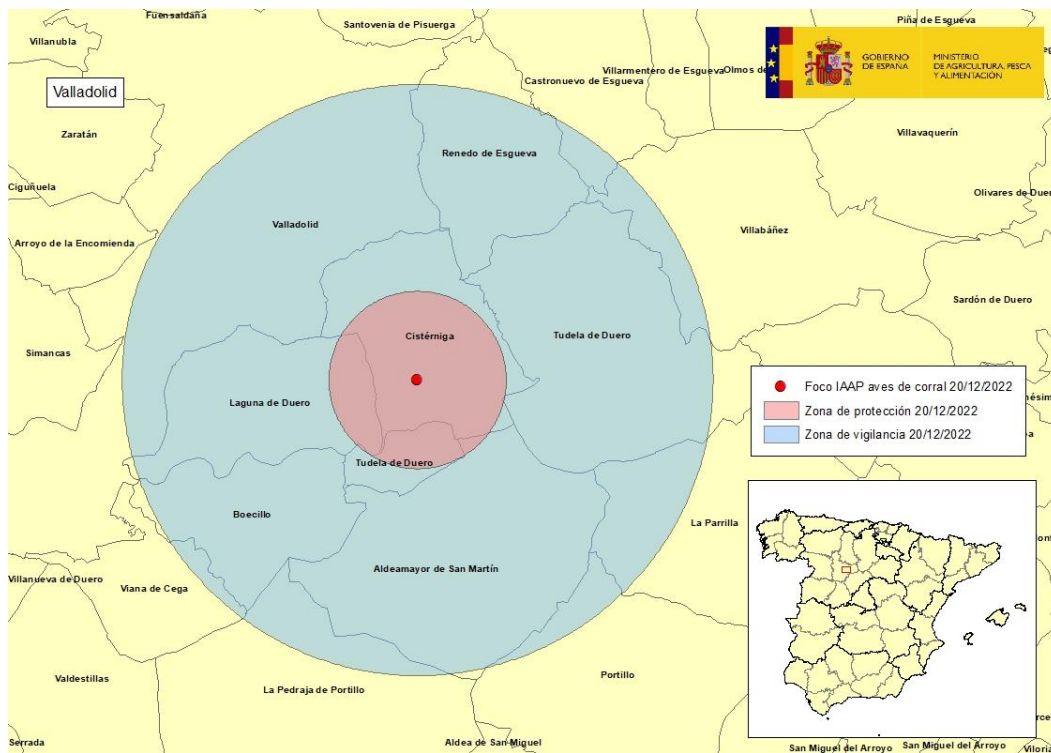 Fuensaldaña
Santovenia de Pisuerga
Piña de Esgueva
Villanubla
GOBIERNO
DE ESPAÑA
MINISTERIO
DE AGRICULTURA, PESCA
Y ALIMENTACIÓN
Villarmentero de Esgueva
Olmos de
Castronuevo de Esgueva
Valladolid
Zaratán
Villavaquerín
Renedo de Esgueva
Ciguñuela
Olivares de Duero
Valladolid
Villabáñez
Arroyo de la Encomienda
Sardón de Duero
Cistérniga
Tudela de Duero
Simancas
Foco IAAP aves de corral 20/12/2022
Zona de protección 20/12/2022
Zona de vigilancia 20/12/2022
Laguna de Duero
Tudela de Duero
Boecillo
La Parrilla
Aldeamayor de San Martín
Villanueva de Duero
Viana de Cega
Valdestillas
La Pedraja de Portillo
Portillo
Serrada
Aldea de San Miguel
San Miguel del Arroyo
San Miguel del Arroyo